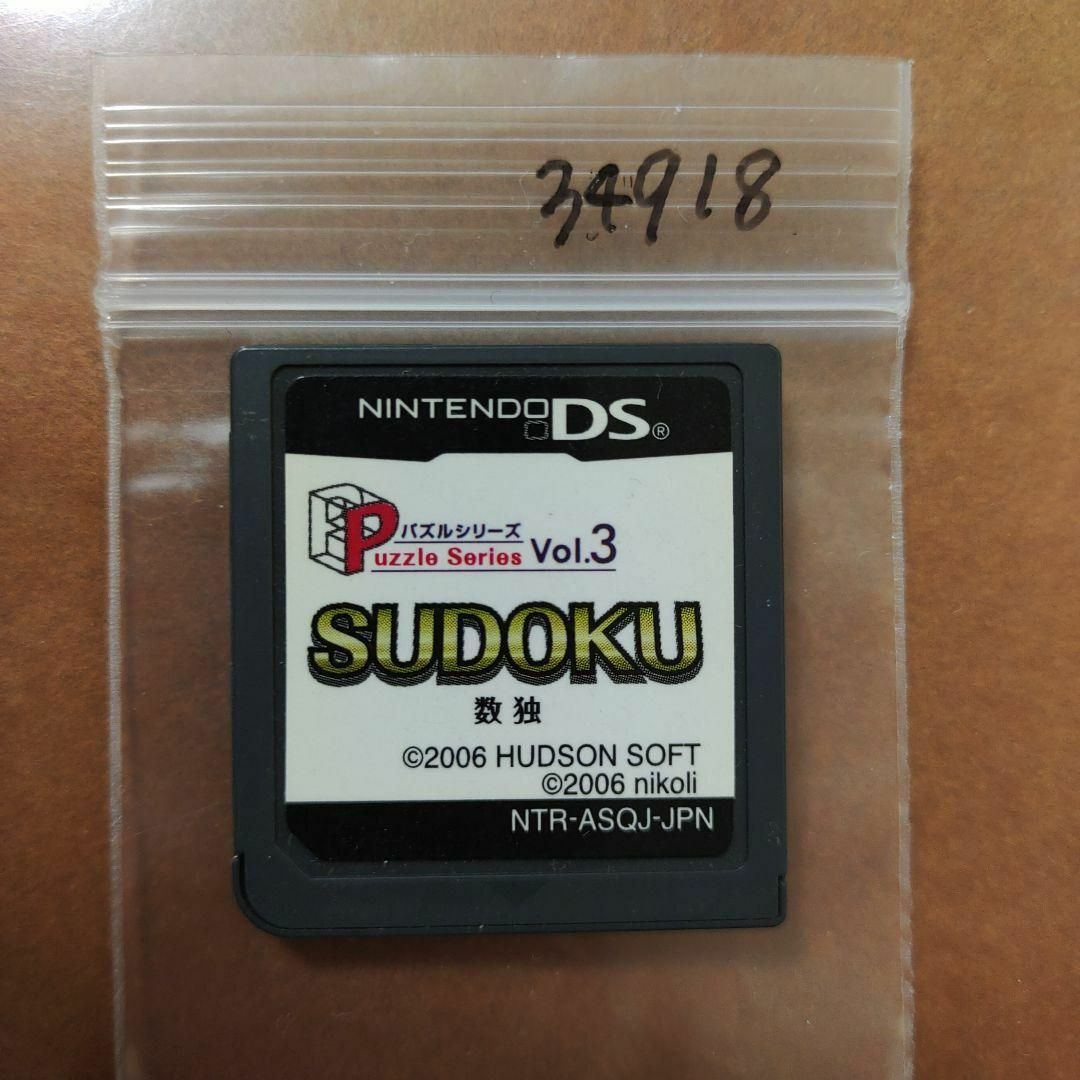 34918
NINTENDO DS®
パズルシリーズ
Puzzle Series Vol.3
SUDOKU
数独
©2006 HUDSON SOFT
©2006 nikoli
NTR-ASQJ-JPN